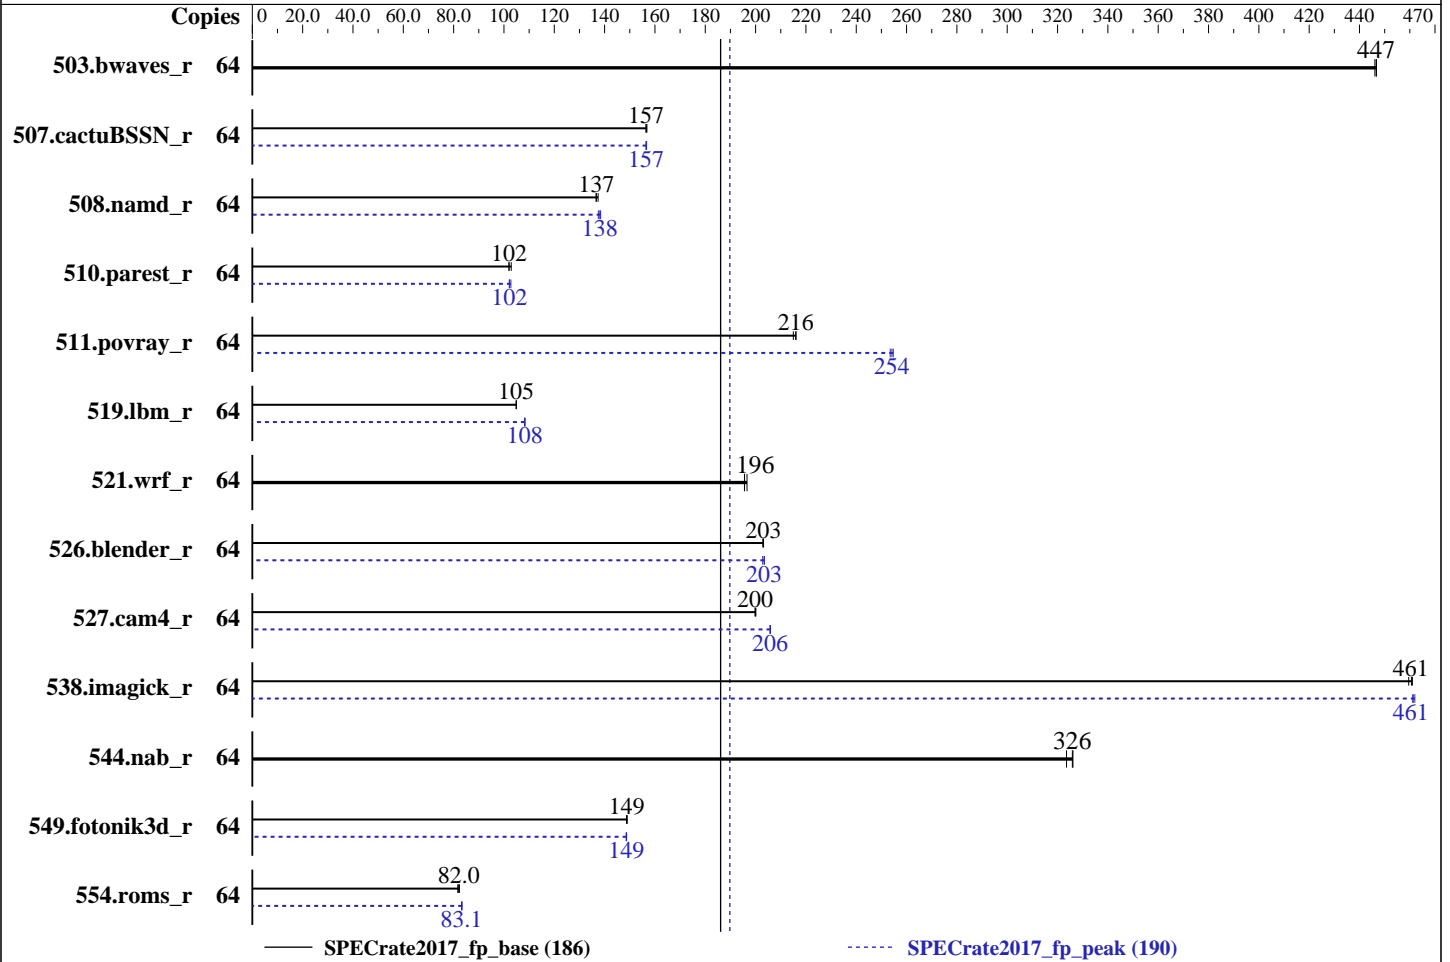 Copies 0 20.0 40.0 60.0 80.0 100 120 140 160 180 200 220 240 260 280 300 320 340 360 380 400 420 440 470
503.bwaves_r 64 447
507.cactuBSSN_r 64 157
157
508.namd_r 64 137
138
510.parest_r 64 102
102
511.povray_r 64 216
254
519.lbm_r 64 105
108
521.wrf_r 64 196
526.blender_r 64 203
203
527.cam4_r 64 200
206
538.imagick_r 64 461
461
544.nab_r 64 326
549.fotonik3d_r 64 149
149
554.roms_r 64 82.0
83.1
SPECrate2017_fp_base (186) SPECrate2017_fp_peak (190)